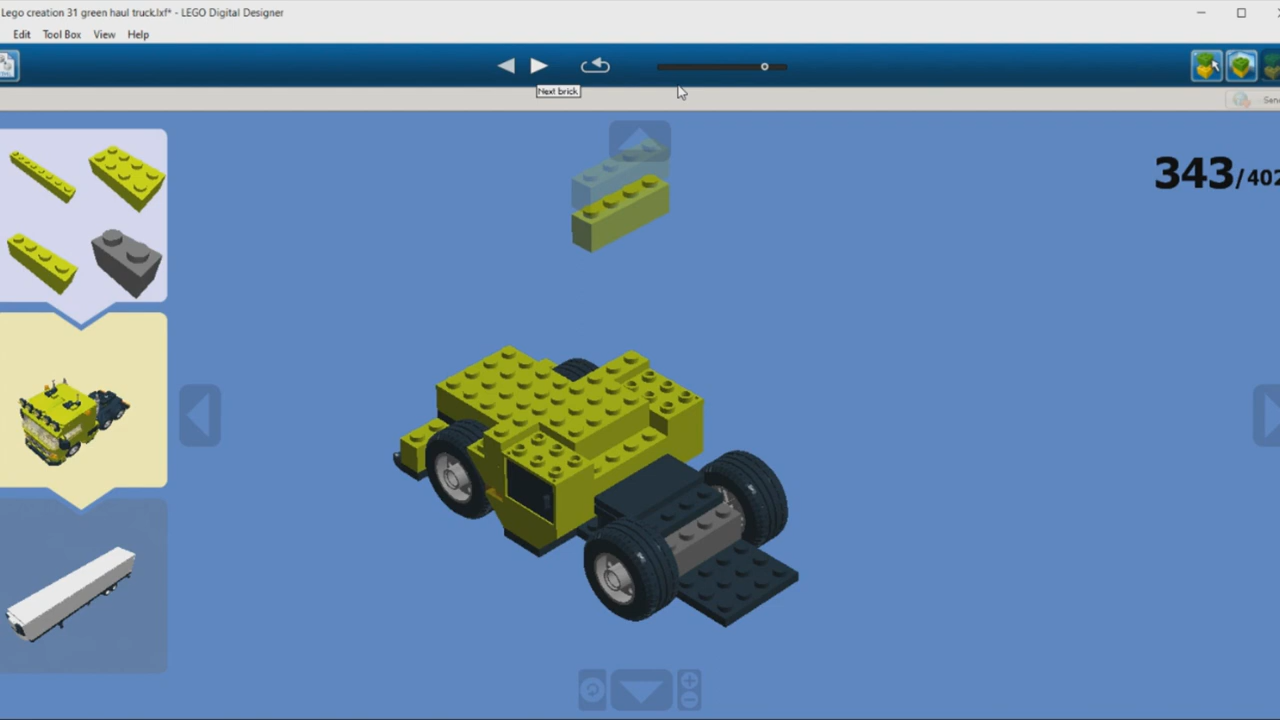 Lego creation 31 green haul truck.lxf* - LEGO Digital Designer
Edit Tool Box View Help
Next brick
343/402